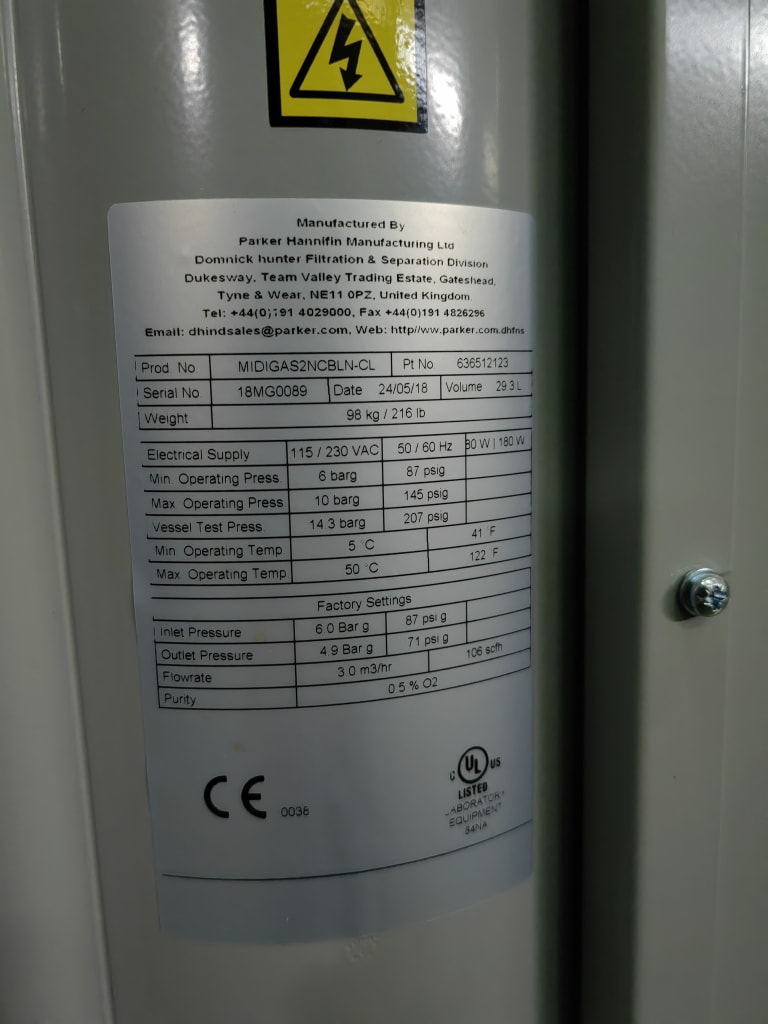 Manufactured By
Parker Hannifin Manufacturing Ltd
Domnick hunter Filtration & Separation Division
Dukesway, Team Valley Trading Estate, Gateshead,
Tyne & Wear, NE11 0PZ, United Kingdom
Tel: +44(0)191 4029000, Fax +44(0)191 4826296
Email: dhindsales@parker.com, Web: http//ww.parker.com.dhfns
Prod No MIDIGAS2NCBLN-CL Pt No 636512123
Serial No 18MG0089 Date 24/05/18 Volume 29.3 L
Weight 98 kg / 216 lb
Electrical Supply 115 / 230 VAC 50 / 60 Hz 80 W | 180 W
Min Operating Press 6 barg 87 psig
Max Operating Press 10 barg 145 psig
Vessel Test Press 14.3 barg 207 psig
Min Operating Temp 5 °C 41 °F
Max Operating Temp 50 °C 122 °F
Factory Settings
Inlet Pressure 6.0 Bar g 87 psi g
Outlet Pressure 4.9 Bar g 71 psi g
Flowrate 3.0 m3/hr 106 scfh
Purity 0.5 % O2
CE 0038
C UL US
LISTED
LABORATORY
EQUIPMENT
84NA